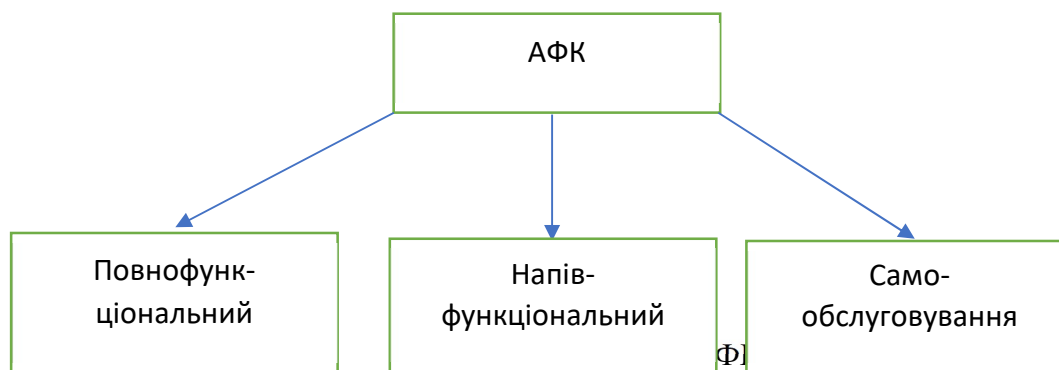 АФК
Повнофунк-
ціональний
Напів-
функціональний
Само-
обслуговування